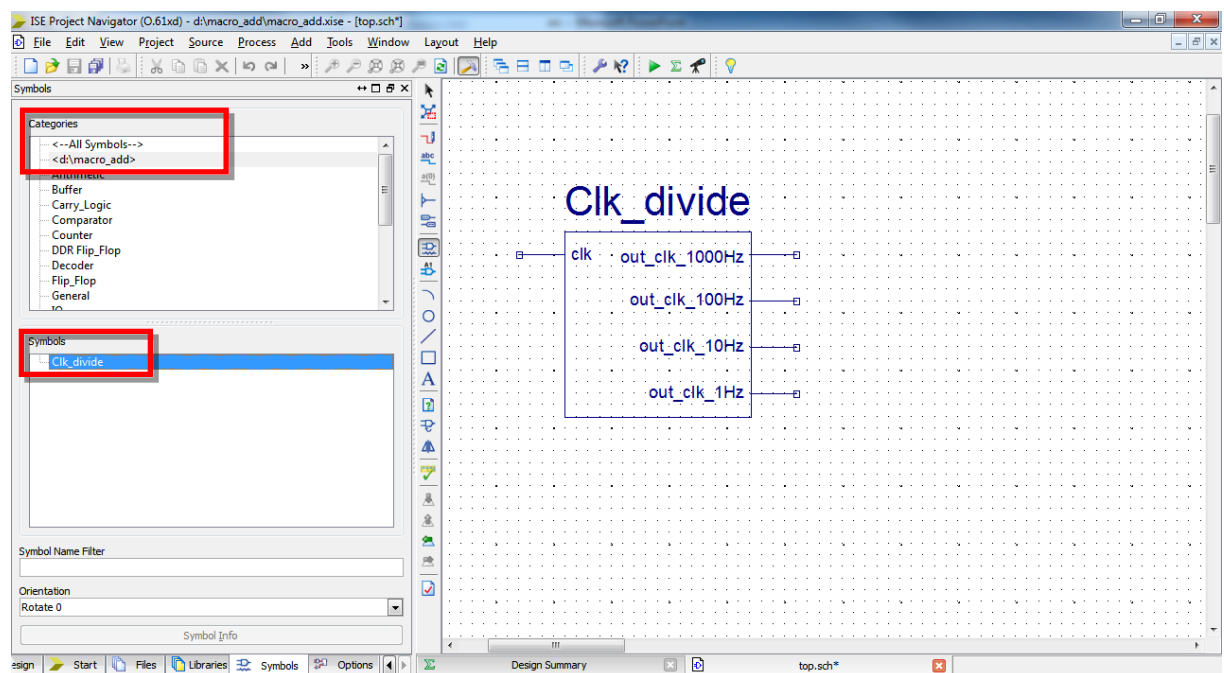 ISE Project Navigator (O.61xd) - d:\macro_add\macro_add.xise - [top.sch*]
File Edit View Project Source Process Add Tools Window Layout Help
Symbols
Categories
<--All Symbols-->
<d:\macro_add>
Arithmetic
Buffer
Carry_Logic
Comparator
Counter
DDR Flip_Flop
Decoder
Flip_Flop
General
IO
Symbols
Clk_divide
Symbol Name Filter
Orientation
Rotate 0
Symbol Info
esign Start Files Libraries Symbols Options
Clk_divide
clk out_clk_1000Hz
out_clk_100Hz
out_clk_10Hz
out_clk_1Hz
Design Summary top.sch*